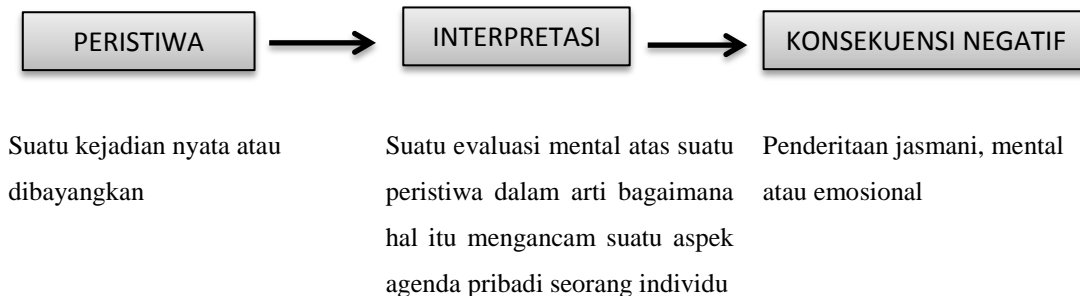 PERISTIWA
INTERPRETASI
KONSEKUENSI NEGATIF
Suatu kejadian nyata atau
dibayangkan
Suatu evaluasi mental atas suatu
peristiwa dalam arti bagaimana
hal itu mengancam suatu aspek
agenda pribadi seorang individu
Penderitaan jasmani, mental
atau emosional